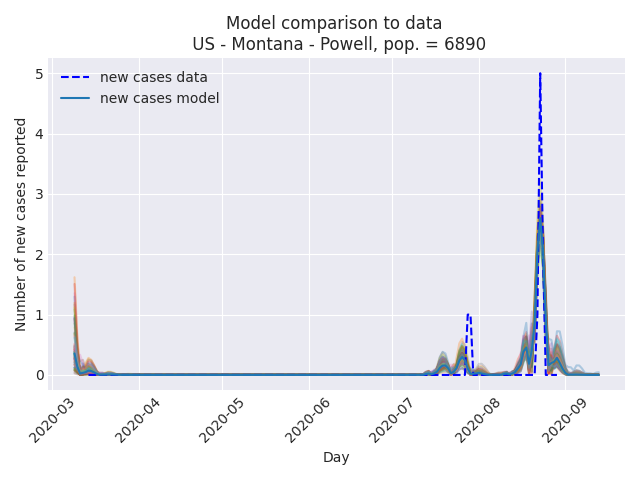 Model comparison to data
US - Montana - Powell, pop. = 6890
new cases data
new cases model
Number of new cases reported
5
4
3
2
1
0
2020-03
2020-04
2020-05
2020-06
2020-07
2020-08
2020-09
Day